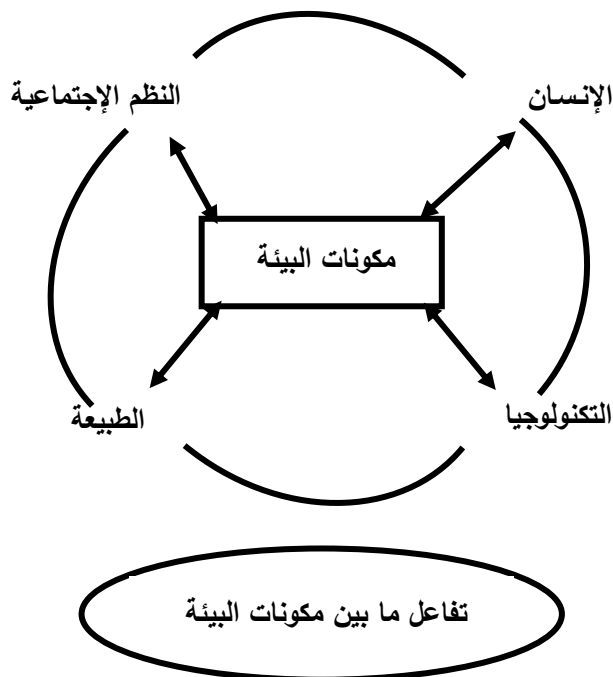 الإنسان
النظم الإجتماعية
مكونات البيئة
التكنولوجيا
الطبيعة
تفاعل ما بين مكونات البيئة